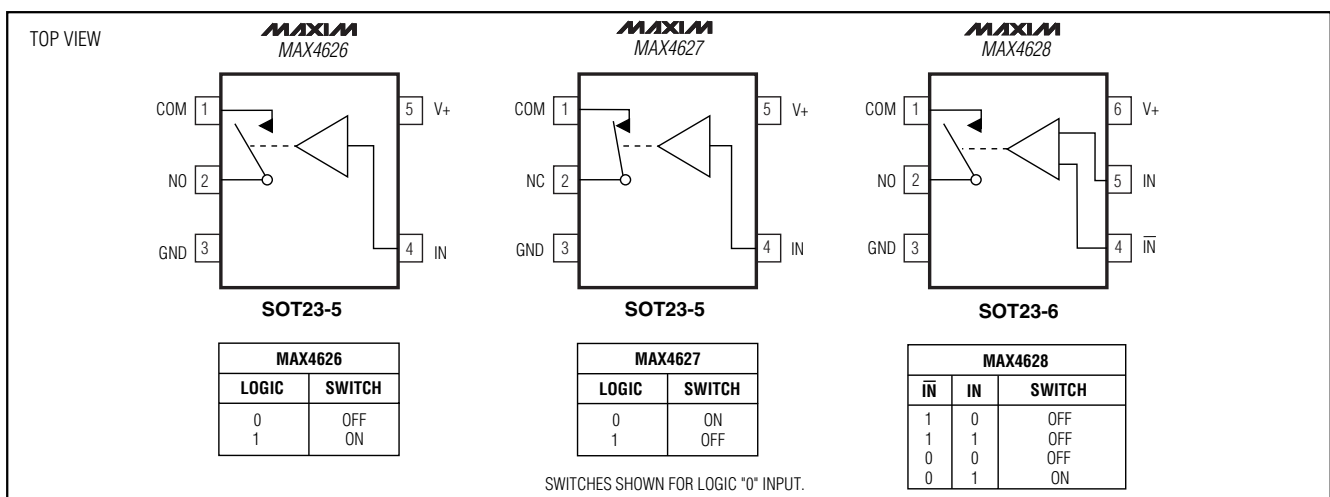 TOP VIEW
MAXIM
MAX4626
COM 1
5 V+
NO 2
GND 3
4 IN
SOT23-5
MAX4626
LOGIC SWITCH
0 OFF
1 ON
MAXIM
MAX4627
COM 1
5 V+
NC 2
GND 3
4 IN
SOT23-5
MAX4627
LOGIC SWITCH
0 ON
1 OFF
SWITCHES SHOWN FOR LOGIC "0" INPUT.
MAXIM
MAX4628
COM 1
6 V+
NO 2
5 IN
GND 3
4 I̅N̅
SOT23-6
MAX4628
I̅N̅ IN SWITCH
1 0 OFF
1 1 OFF
0 0 OFF
0 1 ON